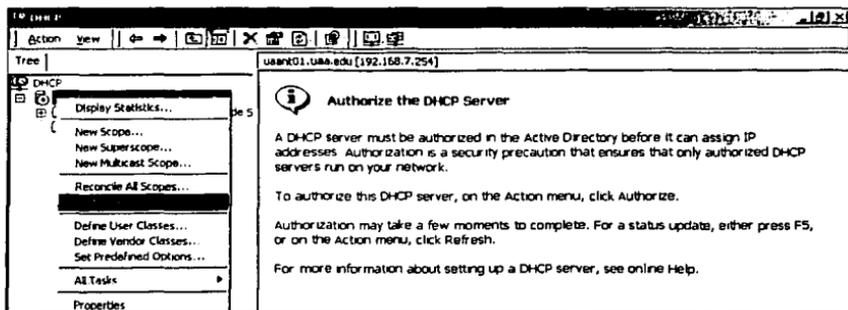 DHCP
Action View
Tree
uaant01.uaa.edu [192.168.7.254]
DHCP
de S
Display Statistics...
New Scope...
New Superscope...
New Multicast Scope...
Reconcile All Scopes...
Define User Classes...
Define Vendor Classes...
Set Predefined Options...
All Tasks
Properties
Authorize the DHCP Server
A DHCP server must be authorized in the Active Directory before it can assign IP
addresses. Authorization is a security precaution that ensures that only authorized DHCP
servers run on your network.
To authorize this DHCP server, on the Action menu, click Authorize.
Authorization may take a few moments to complete. For a status update, either press F5,
or on the Action menu, click Refresh.
For more information about setting up a DHCP server, see online Help.